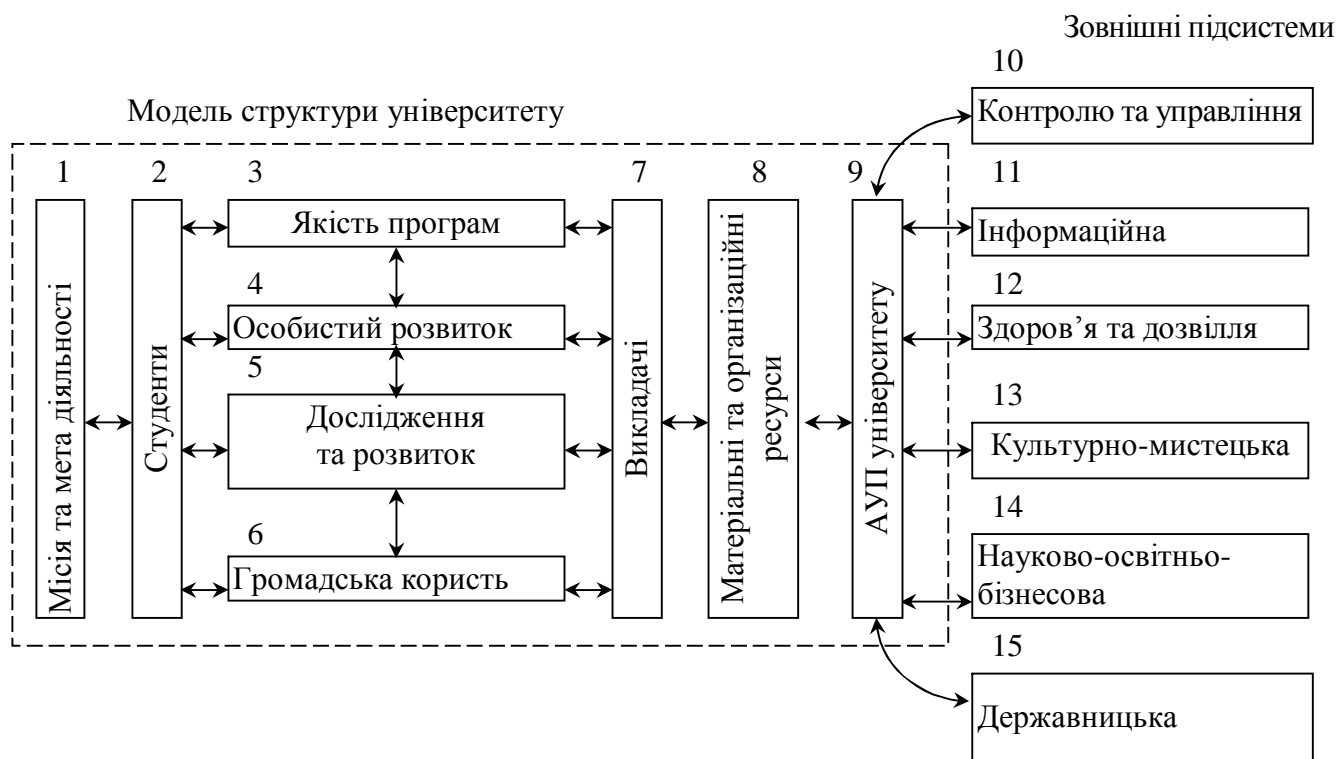 Зовнішні підсистеми
Модель структури університету
1
Місія та мета діяльності
2
Студенти
3
Якість програм
4
Особистий розвиток
5
Дослідження
та розвиток
6
Громадська користь
7
Викладачі
8
Матеріальні та організаційні
ресурси
9
АУП університету
10
Контролю та управління
11
Інформаційна
12
Здоров’я та дозвілля
13
Культурно-мистецька
14
Науково-освітньо-
бізнесова
15
Державницька